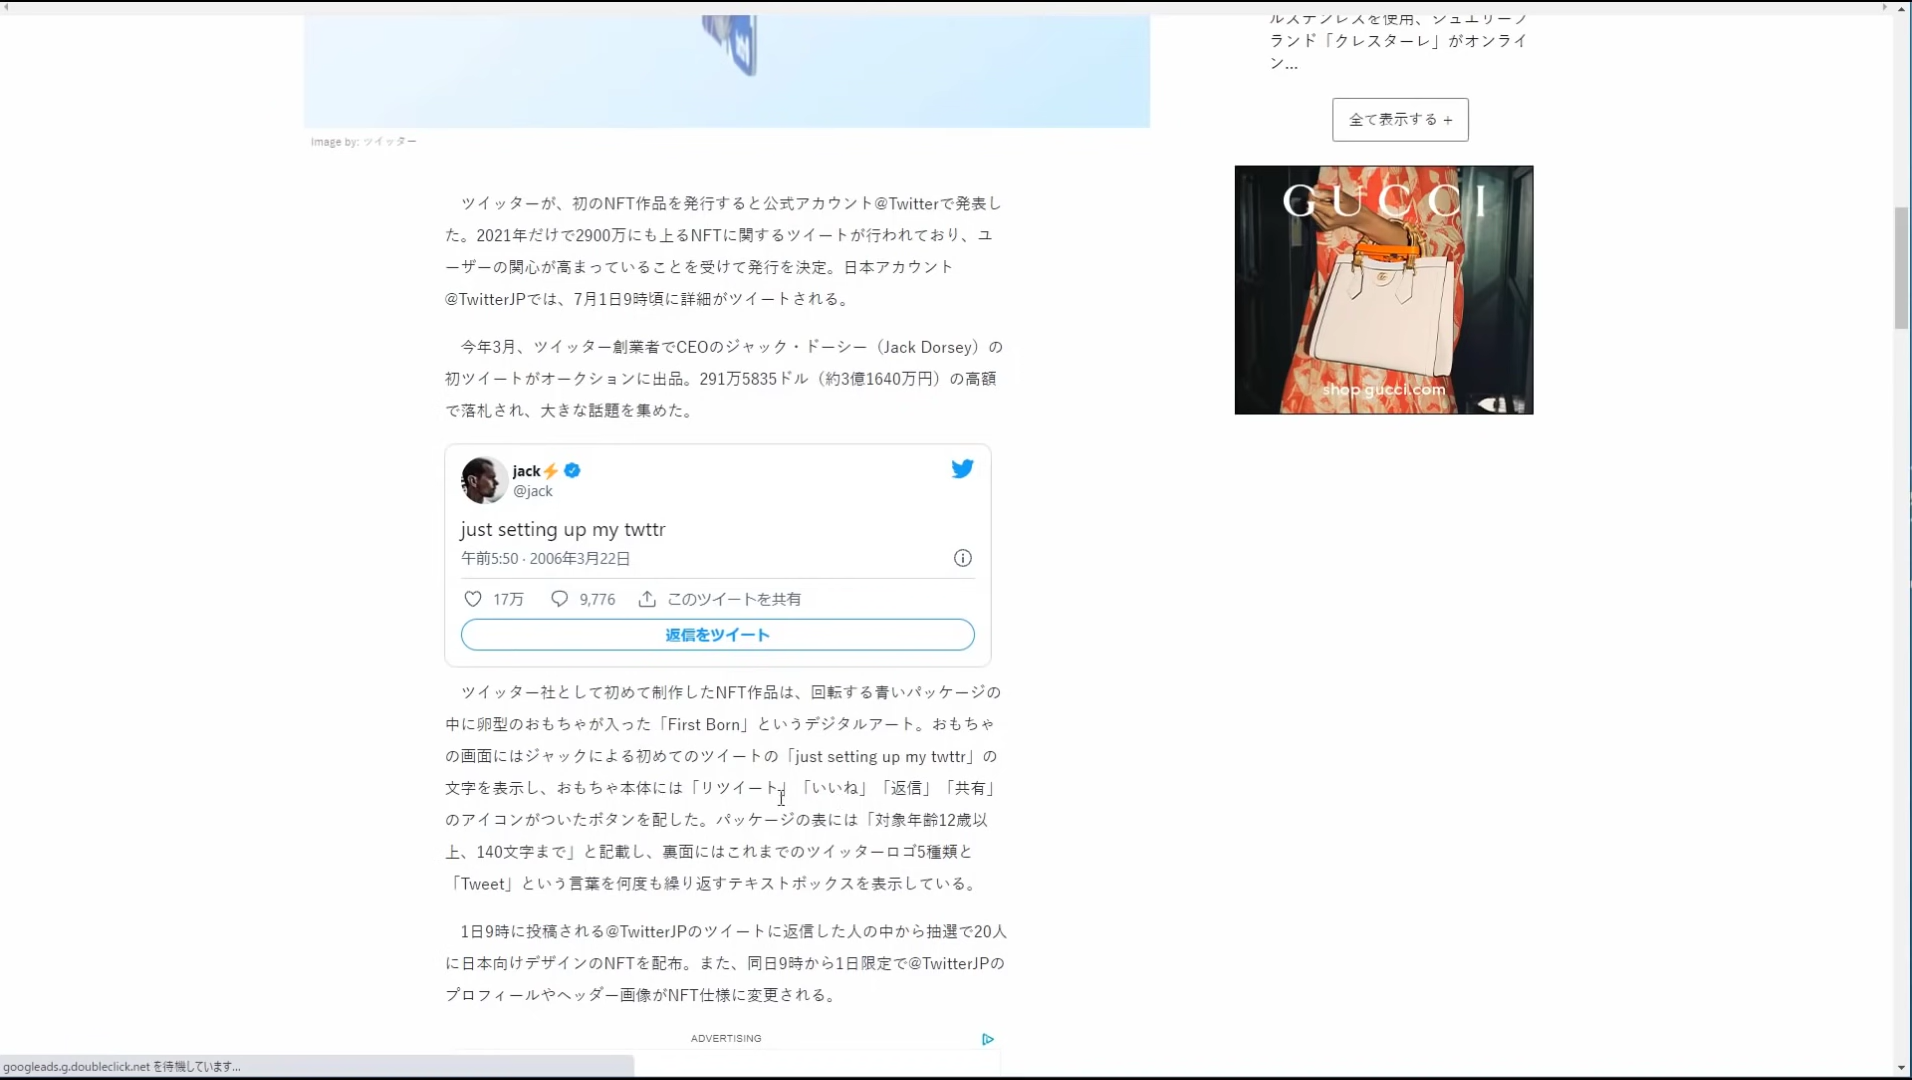 Image by: ツイッター
ツイッターが、初のNFT作品を発行すると公式アカウント@Twitterで発表し
た。2021年だけで2900万にも上るNFTに関するツイートが行われており、ユ
ーザーの関心が高まっていることを受けて発行を決定。日本アカウント
@TwitterJPでは、7月1日9時頃に詳細がツイートされる。
今年3月、ツイッター創業者でCEOのジャック・ドーシー（Jack Dorsey）の
初ツイートがオークションに出品。291万5835ドル（約3億1640万円）の高額
で落札され、大きな話題を集めた。
jack⚡
@jack
just setting up my twttr
午前5:50 · 2006年3月22日
17万 9,776 このツイートを共有
返信をツイート
ツイッター社として初めて制作したNFT作品は、回転する青いパッケージの
中に卵型のおもちゃが入った「First Born」というデジタルアート。おもちゃ
の画面にはジャックによる初めてのツイートの「just setting up my twttr」の
文字を表示し、おもちゃ本体には「リツイート」「いいね」「返信」「共有」
のアイコンがついたボタンを配した。パッケージの表には「対象年齢12歳以
上、140文字まで」と記載し、裏面にはこれまでのツイッターロゴ5種類と
「Tweet」という言葉を何度も繰り返すテキストボックスを表示している。
1日9時に投稿される@TwitterJPのツイートに返信した人の中から抽選で20人
に日本向けデザインのNFTを配布。また、同日9時から1日限定で@TwitterJPの
プロフィールやヘッダー画像がNFT仕様に変更される。
ADVERTISING
ルステンレスを使用、ジュエリーブ
ランド「クレスターレ」がオンライ
ン...
全て表示する +
GUCCI
shop gucci.com
googleads.g.doubleclick.net を待機しています...